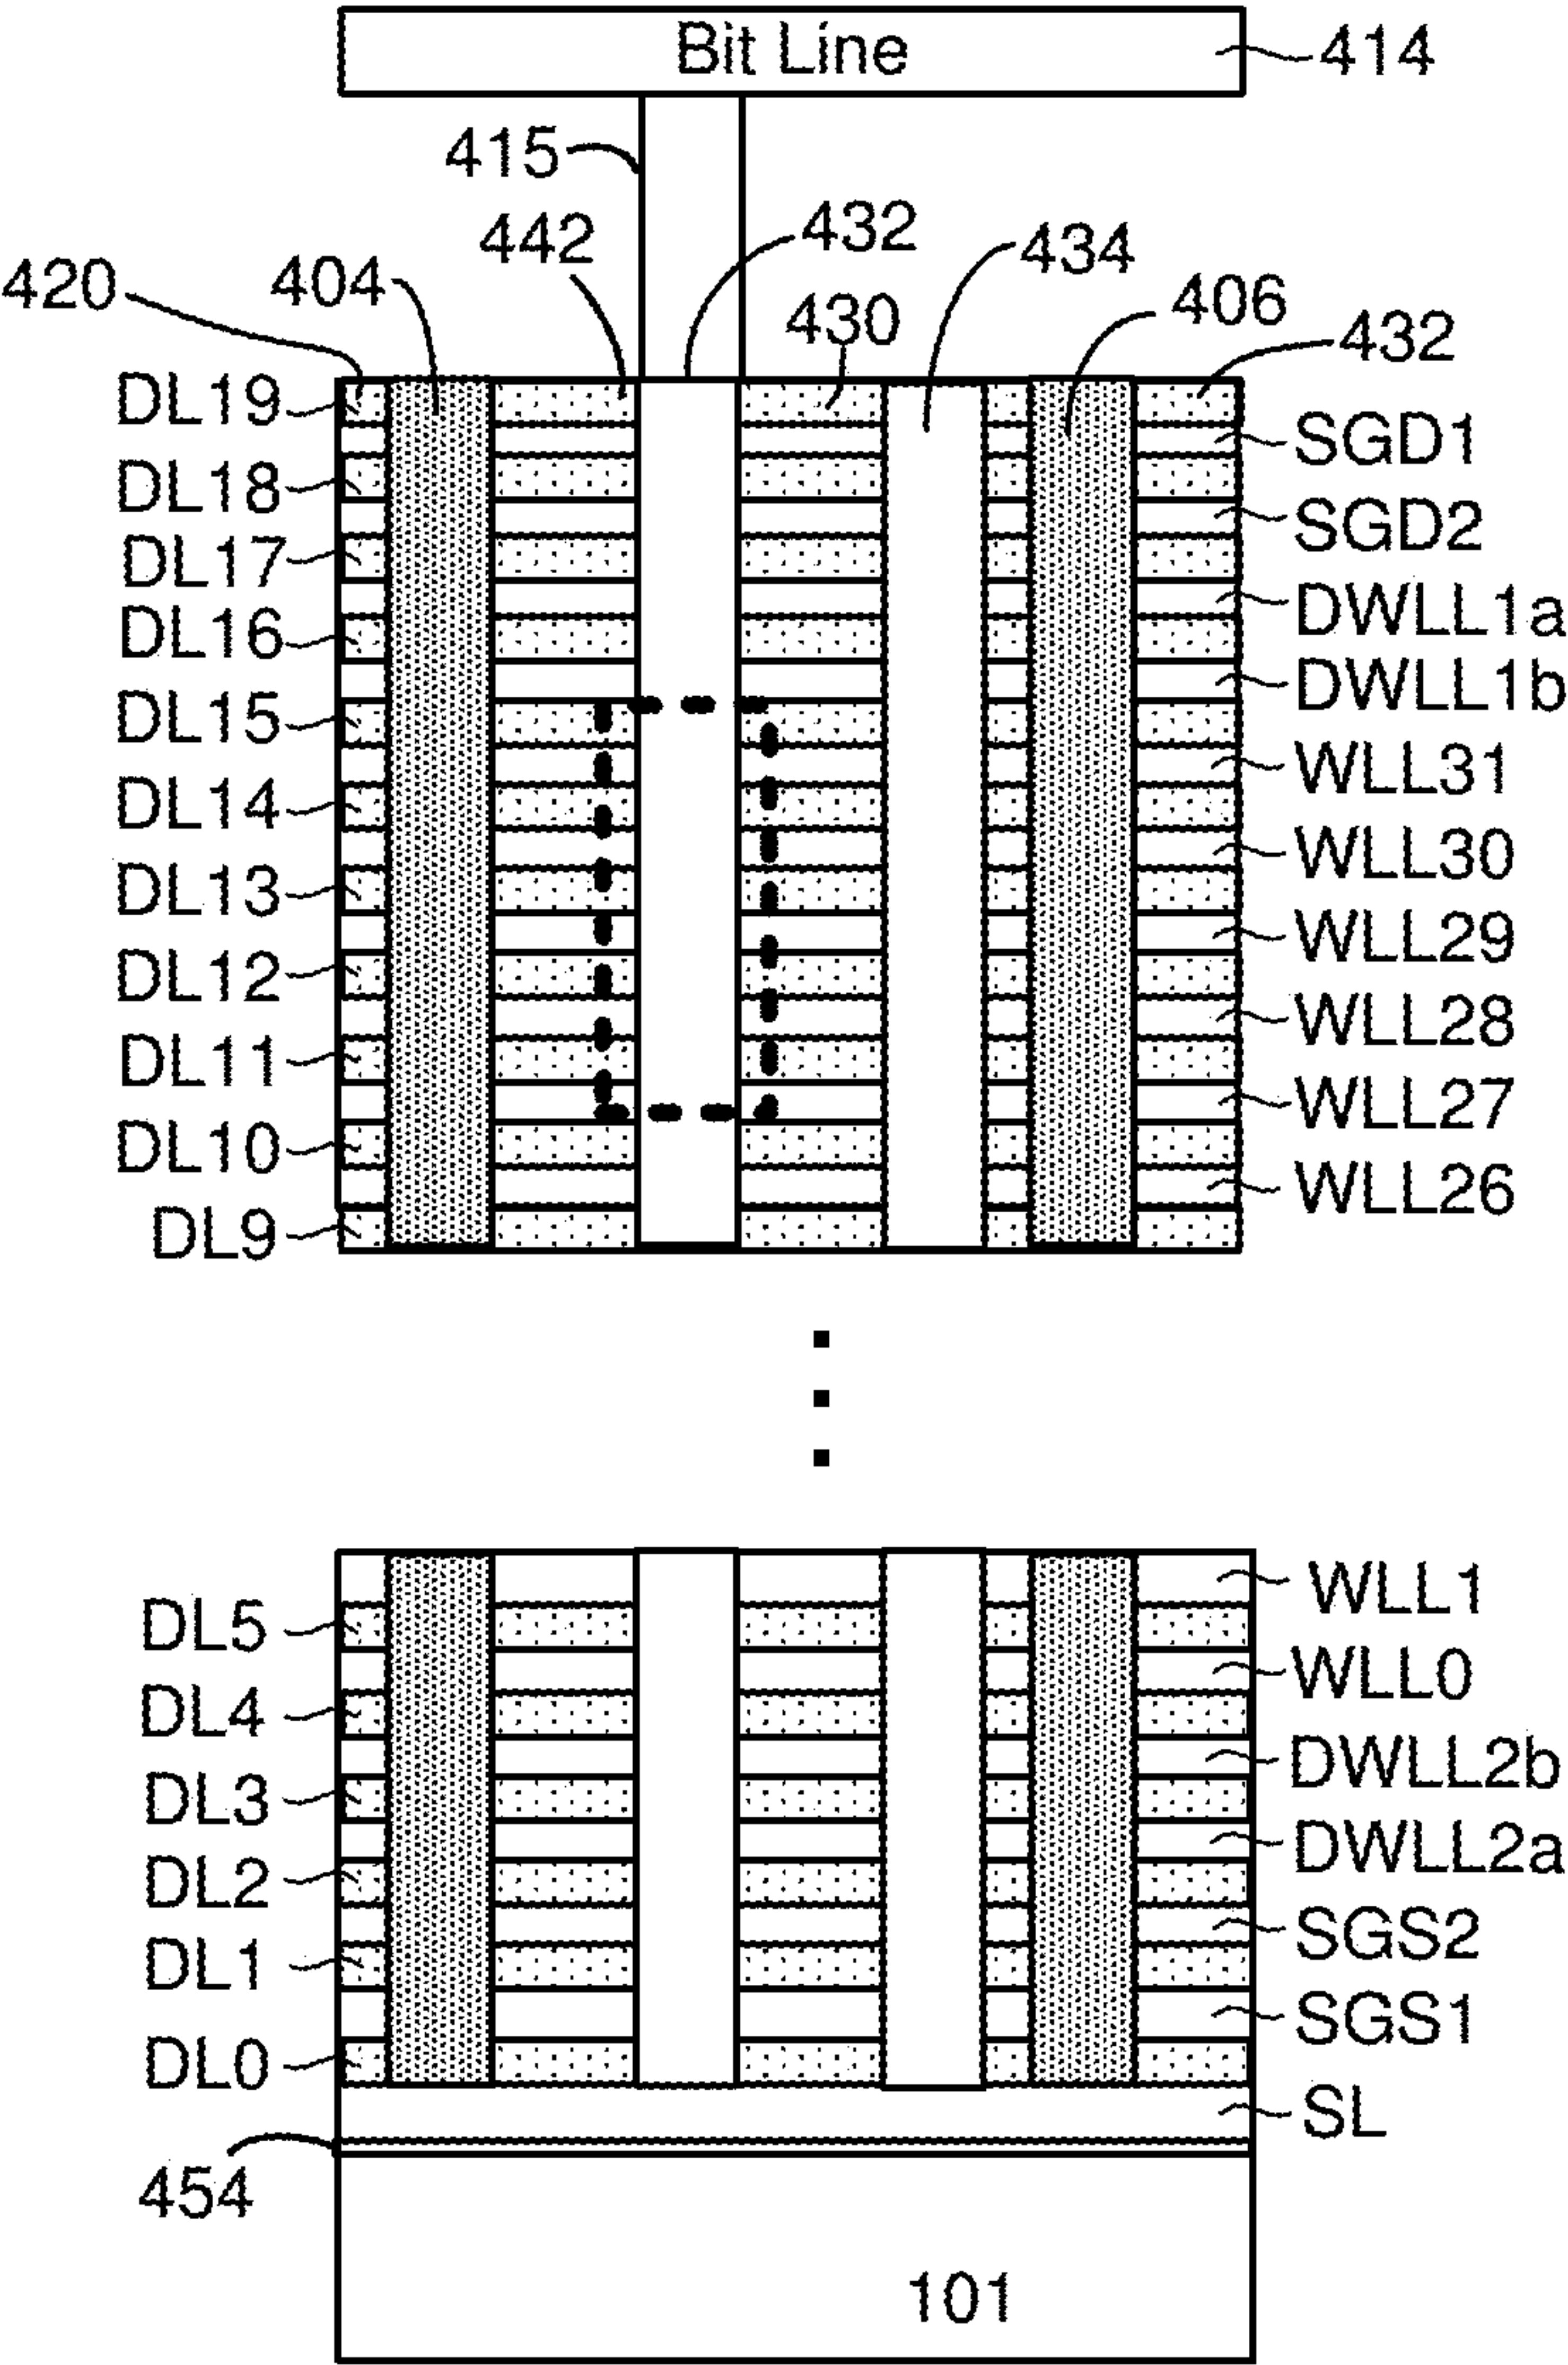 Bit Line
414
415
442
432
434
420
404
430
406
432
DL19
SGD1
DL18
SGD2
DL17
DWLL1a
DL16
DWLL1b
DL15
WLL31
DL14
WLL30
DL13
WLL29
DL12
WLL28
DL11
WLL27
DL10
WLL26
DL9
WLL1
DL5
WLL0
DL4
DWLL2b
DL3
DWLL2a
DL2
SGS2
DL1
SGS1
DL0
SL
454
101